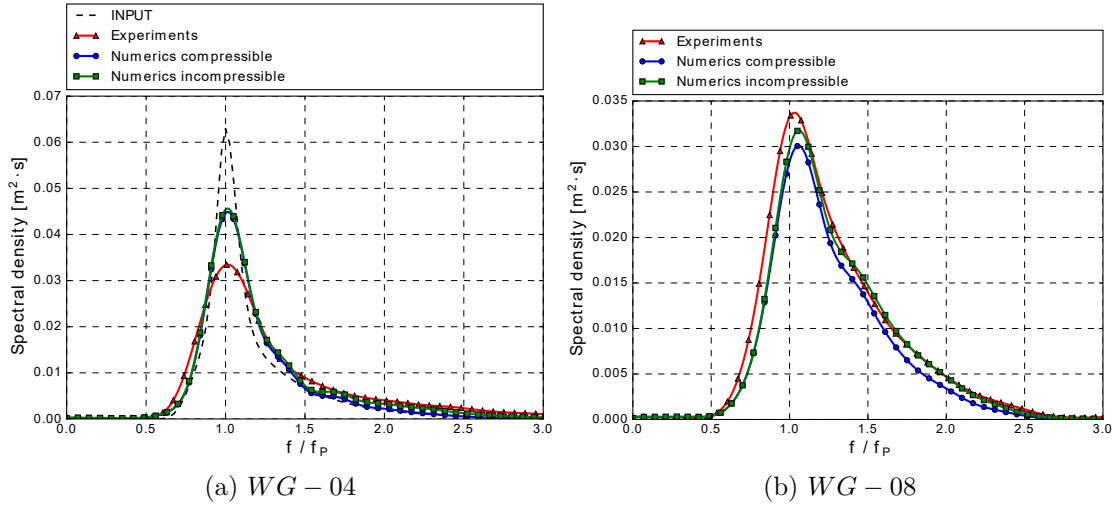 INPUT
Experiments
Numerics compressible
Numerics incompressible
0.07
0.06
0.05
0.04
0.03
0.02
0.01
0.00
Spectral density [m²·s]
0.0 0.5 1.0 1.5 2.0 2.5 3.0
f / f_P
(a) WG − 04
Experiments
Numerics compressible
Numerics incompressible
0.035
0.030
0.025
0.020
0.015
0.010
0.005
0.000
Spectral density [m²·s]
0.0 0.5 1.0 1.5 2.0 2.5 3.0
f / f_P
(b) WG − 08